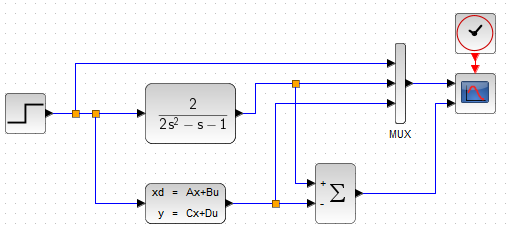 2
2s² − s − 1
MUX
xd = Ax+Bu
y = Cx+Du
+
Σ
-